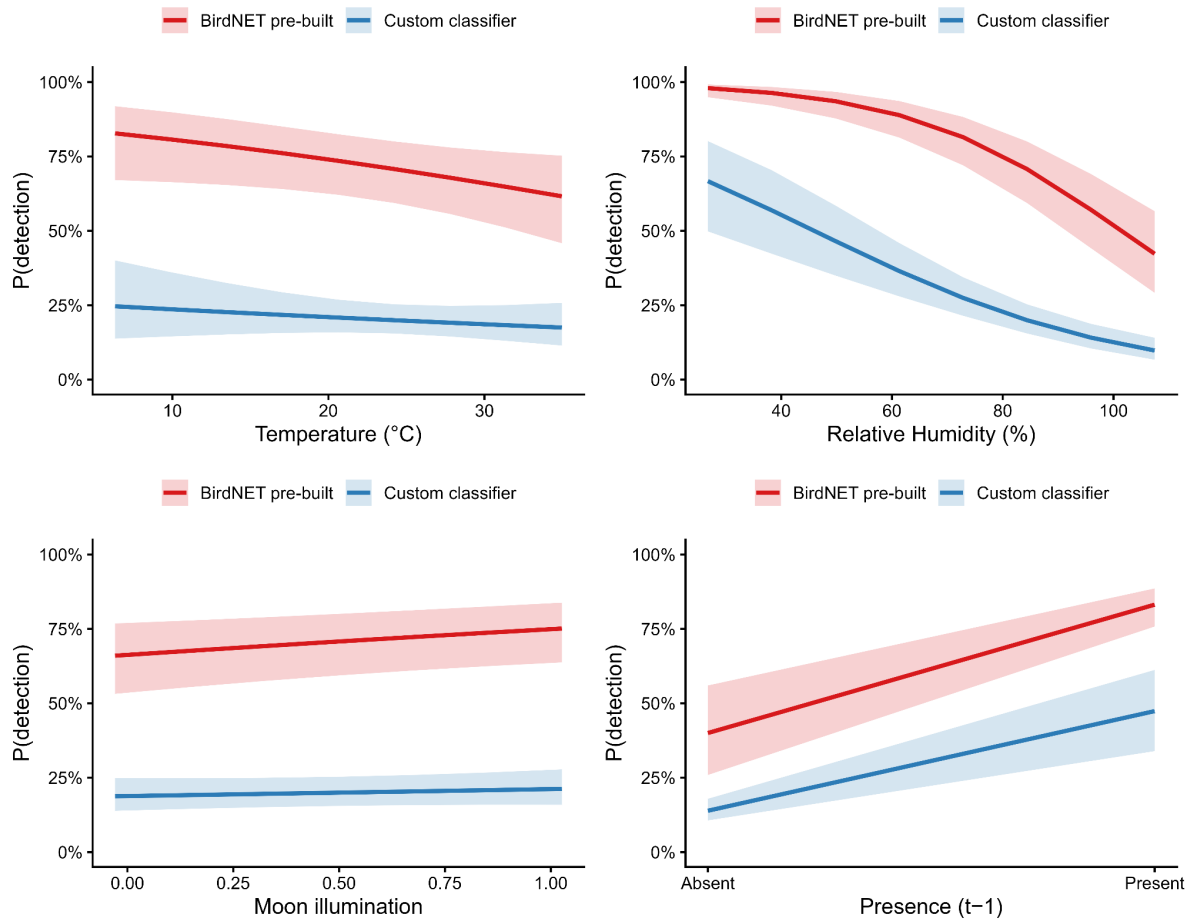 BirdNET pre-built Custom classifier
100%
75%
50%
25%
0%
P(detection)
10 20 30
Temperature (°C)
BirdNET pre-built Custom classifier
100%
75%
50%
25%
0%
P(detection)
40 60 80 100
Relative Humidity (%)
BirdNET pre-built Custom classifier
100%
75%
50%
25%
0%
P(detection)
0.00 0.25 0.50 0.75 1.00
Moon illumination
BirdNET pre-built Custom classifier
100%
75%
50%
25%
0%
P(detection)
Absent Present
Presence (t−1)